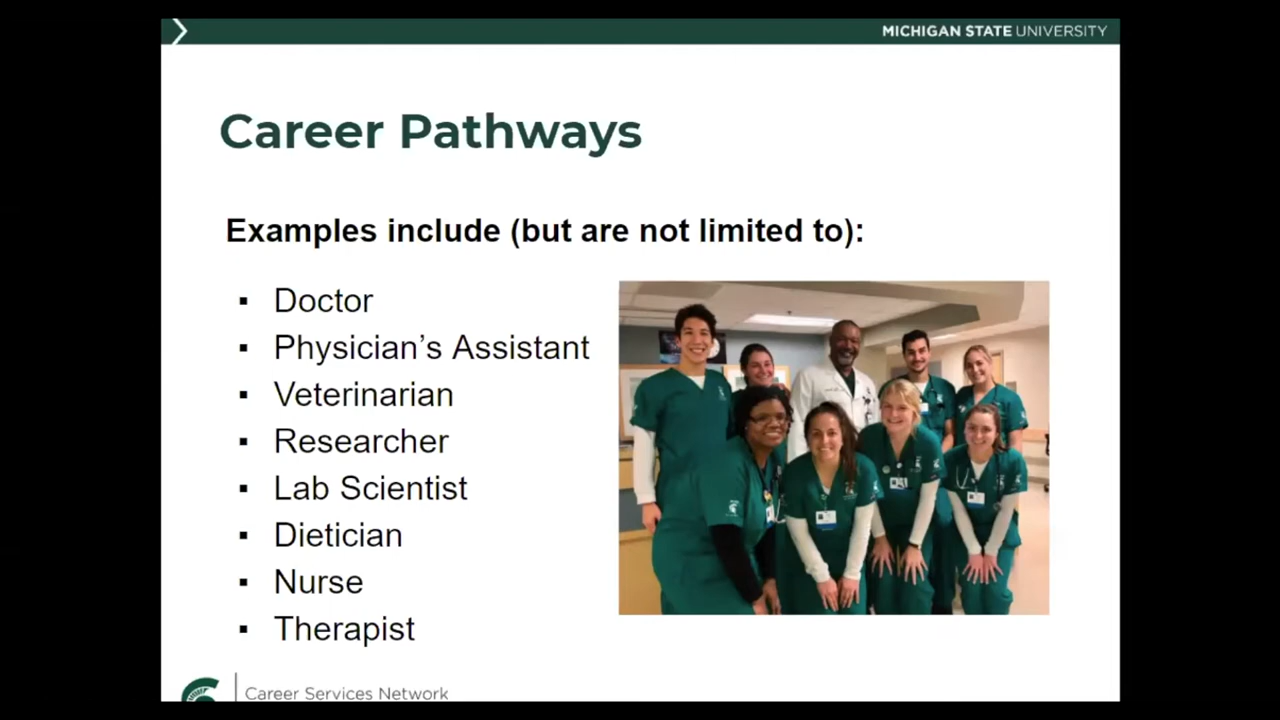 MICHIGAN STATE UNIVERSITY
Career Pathways
Examples include (but are not limited to):
▪ Doctor
▪ Physician’s Assistant
▪ Veterinarian
▪ Researcher
▪ Lab Scientist
▪ Dietician
▪ Nurse
▪ Therapist
Career Services Network